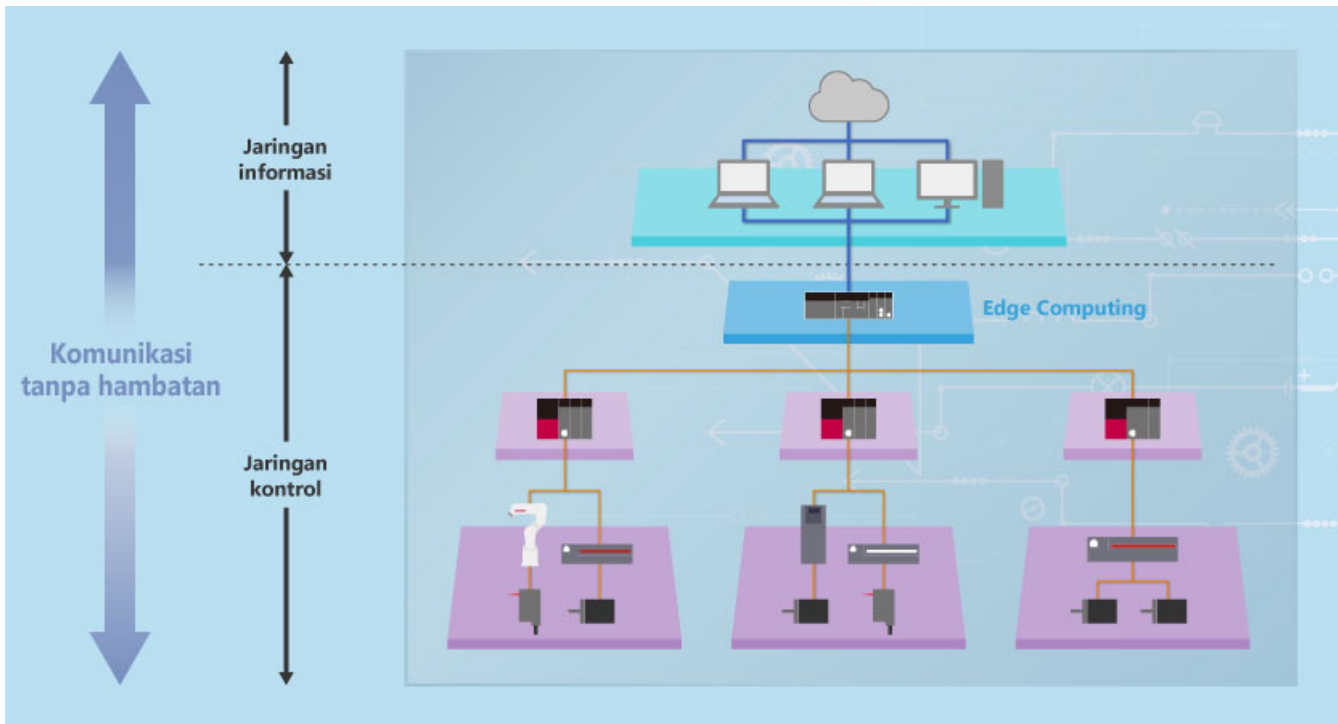 Jaringan
informasi
Edge Computing
Komunikasi
tanpa hambatan
Jaringan
kontrol